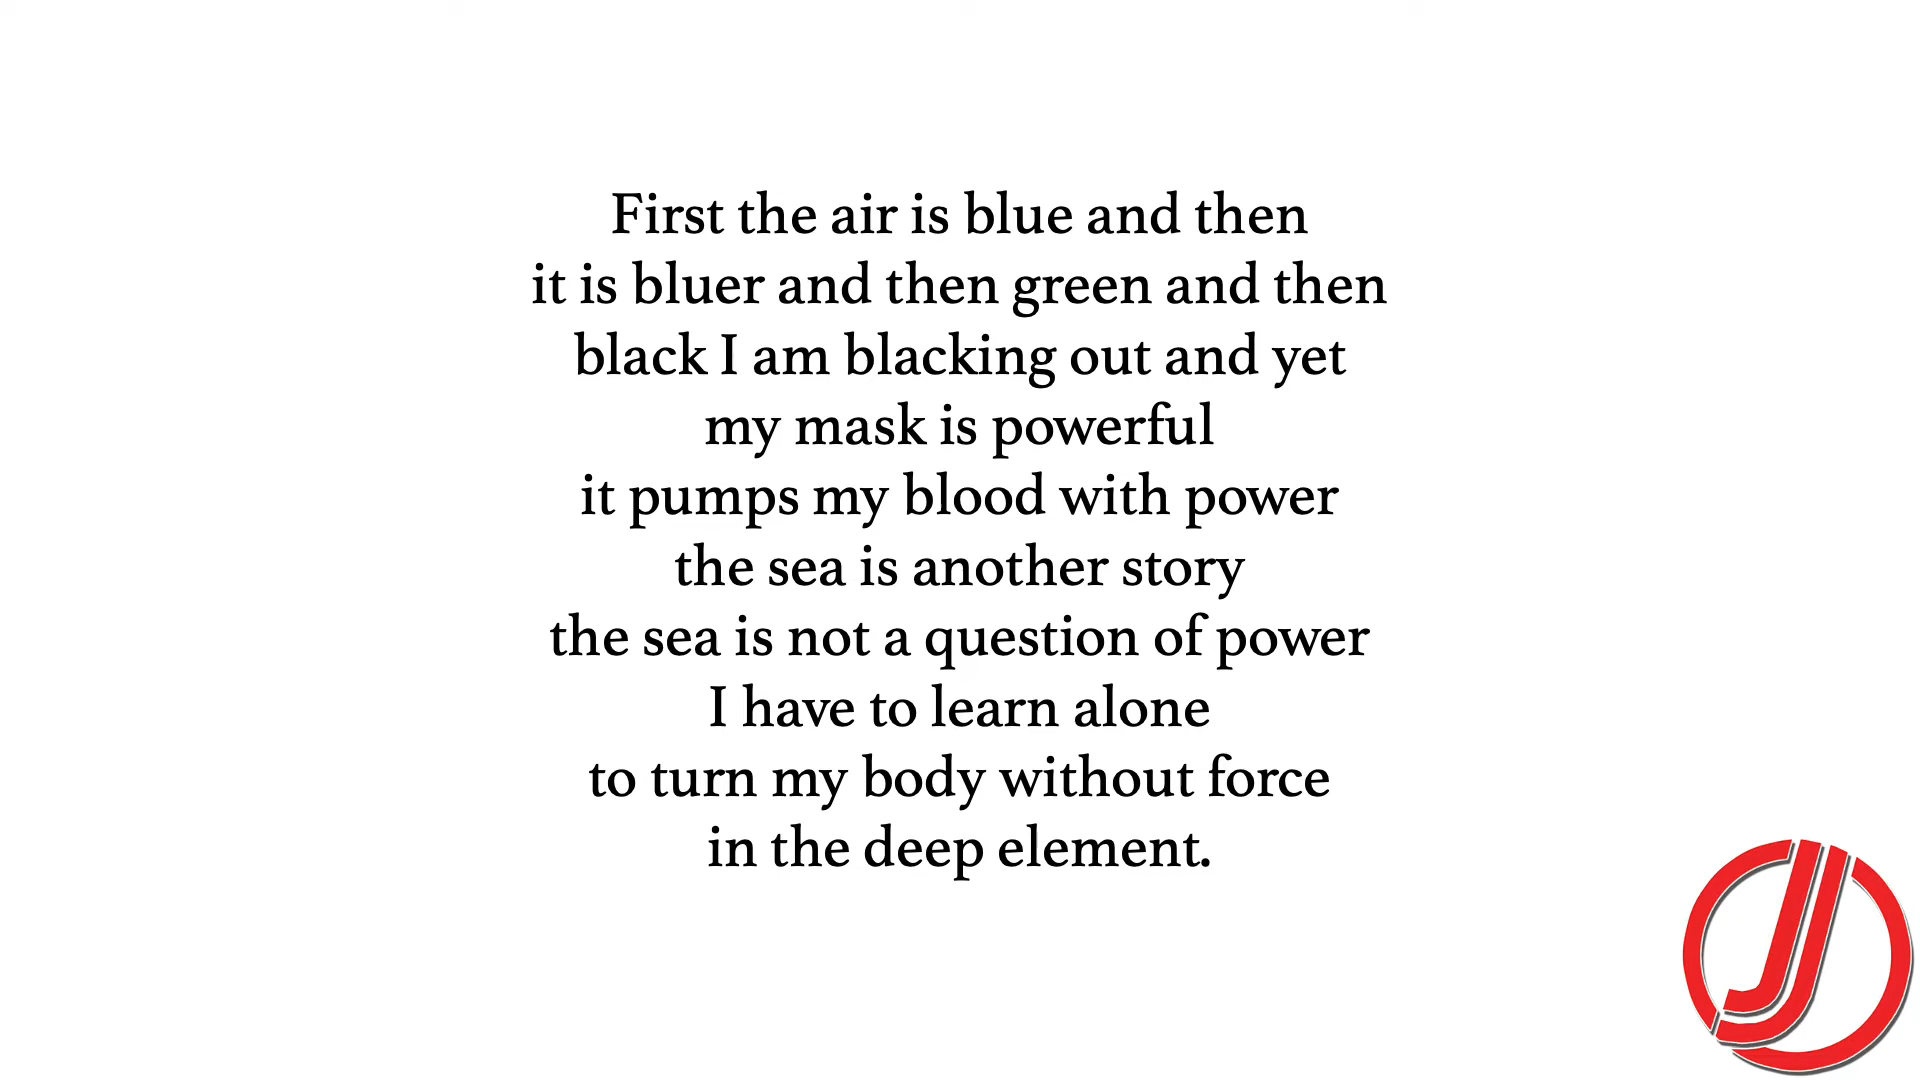 First the air is blue and then
it is bluer and then green and then
black I am blacking out and yet
my mask is powerful
it pumps my blood with power
the sea is another story
the sea is not a question of power
I have to learn alone
to turn my body without force
in the deep element.